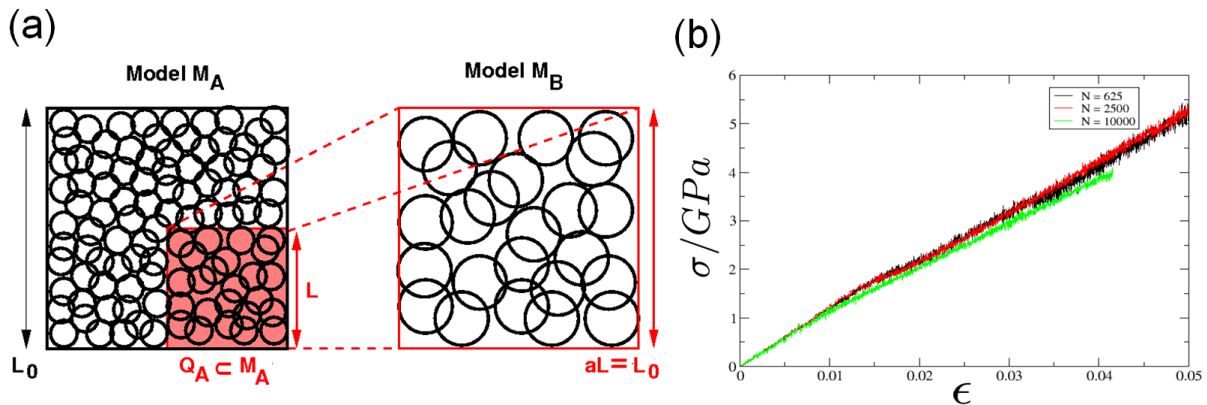 (a)
Model M_A
Model M_B
L_0
L
Q_A ⊂ M_A
aL=L_0
(b)
σ/GPa
6
5
4
3
2
1
0
N = 625
N = 2500
N = 10000
0
0.01
0.02
0.03
0.04
0.05
ϵ